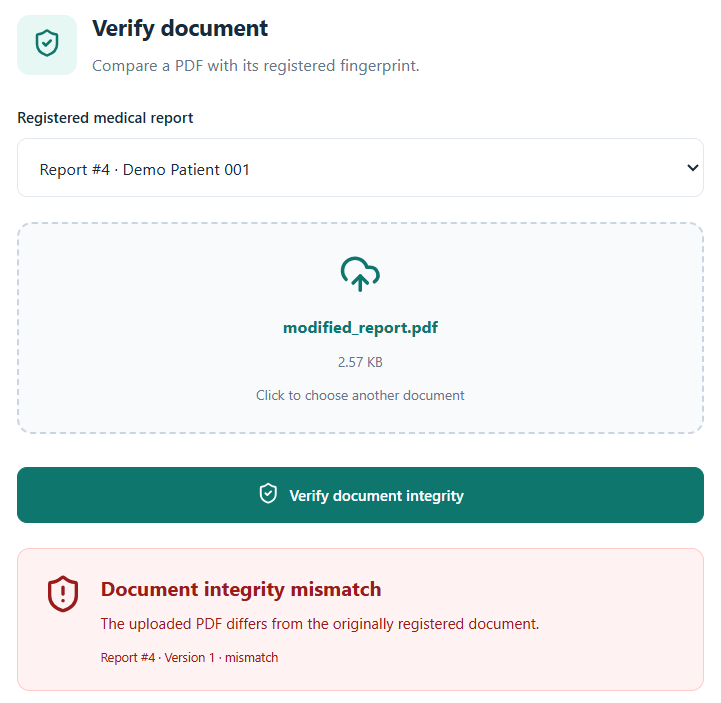 Verify document
Compare a PDF with its registered fingerprint.
Registered medical report
Report #4 · Demo Patient 001
modified_report.pdf
2.57 KB
Click to choose another document
Verify document integrity
Document integrity mismatch
The uploaded PDF differs from the originally registered document.
Report #4 · Version 1 · mismatch